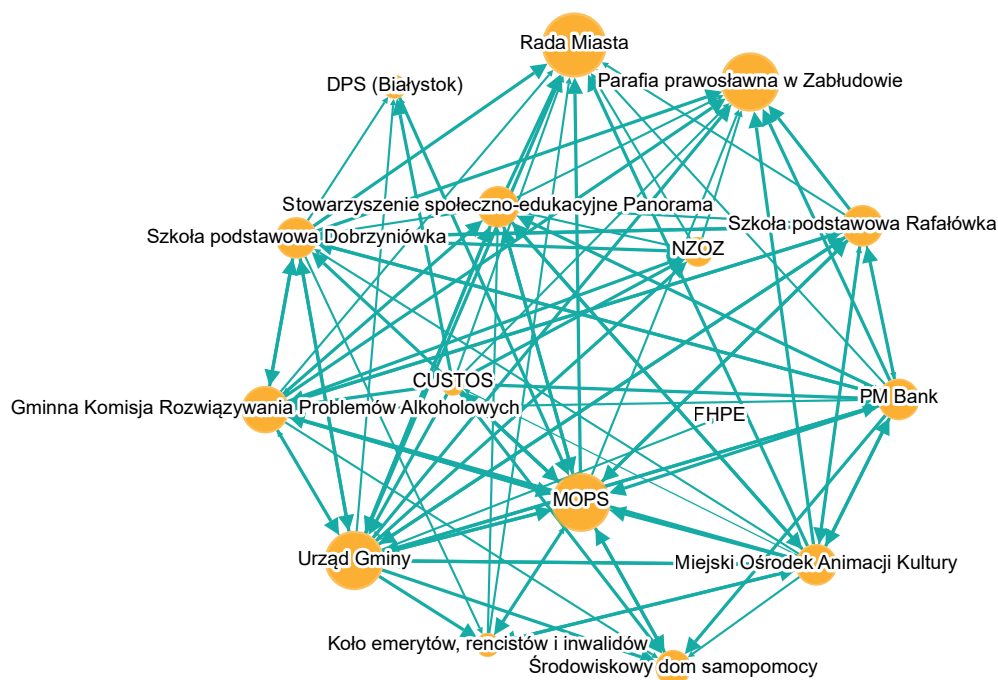 Rada Miasta
Parafia prawosławna w Zabłudowie
DPS (Białystok)
Stowarzyszenie społeczno-edukacyjne Panorama
Szkoła podstawowa Rafałówka
Szkoła podstawowa Dobrzyniówka
NZOZ
CUSTOS
PM Bank
Gminna Komisja Rozwiązywania Problemów Alkoholowych
FHPE
MOPS
Urząd Gminy
Miejski Ośrodek Animacji Kultury
Koło emerytów, rencistów i inwalidów
Środowiskowy dom samopomocy